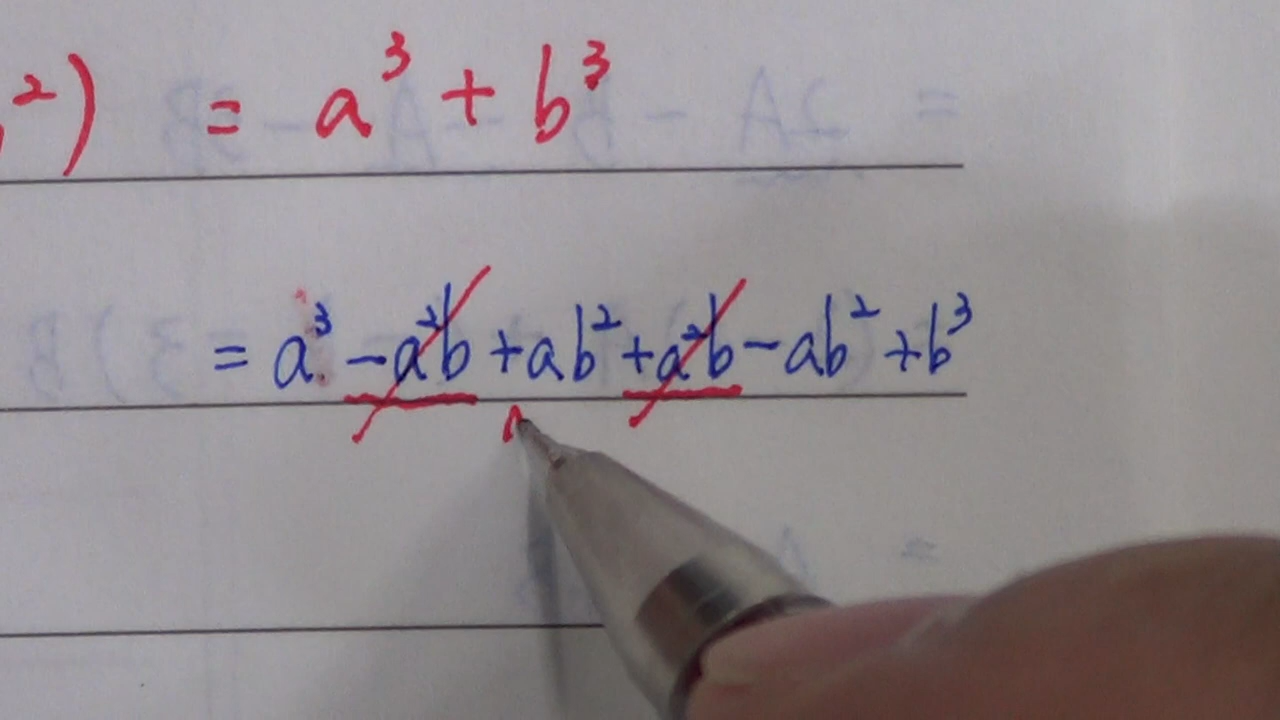 ²) = a³ + b³
= a³ - a²b + ab² + a²b - ab² + b³